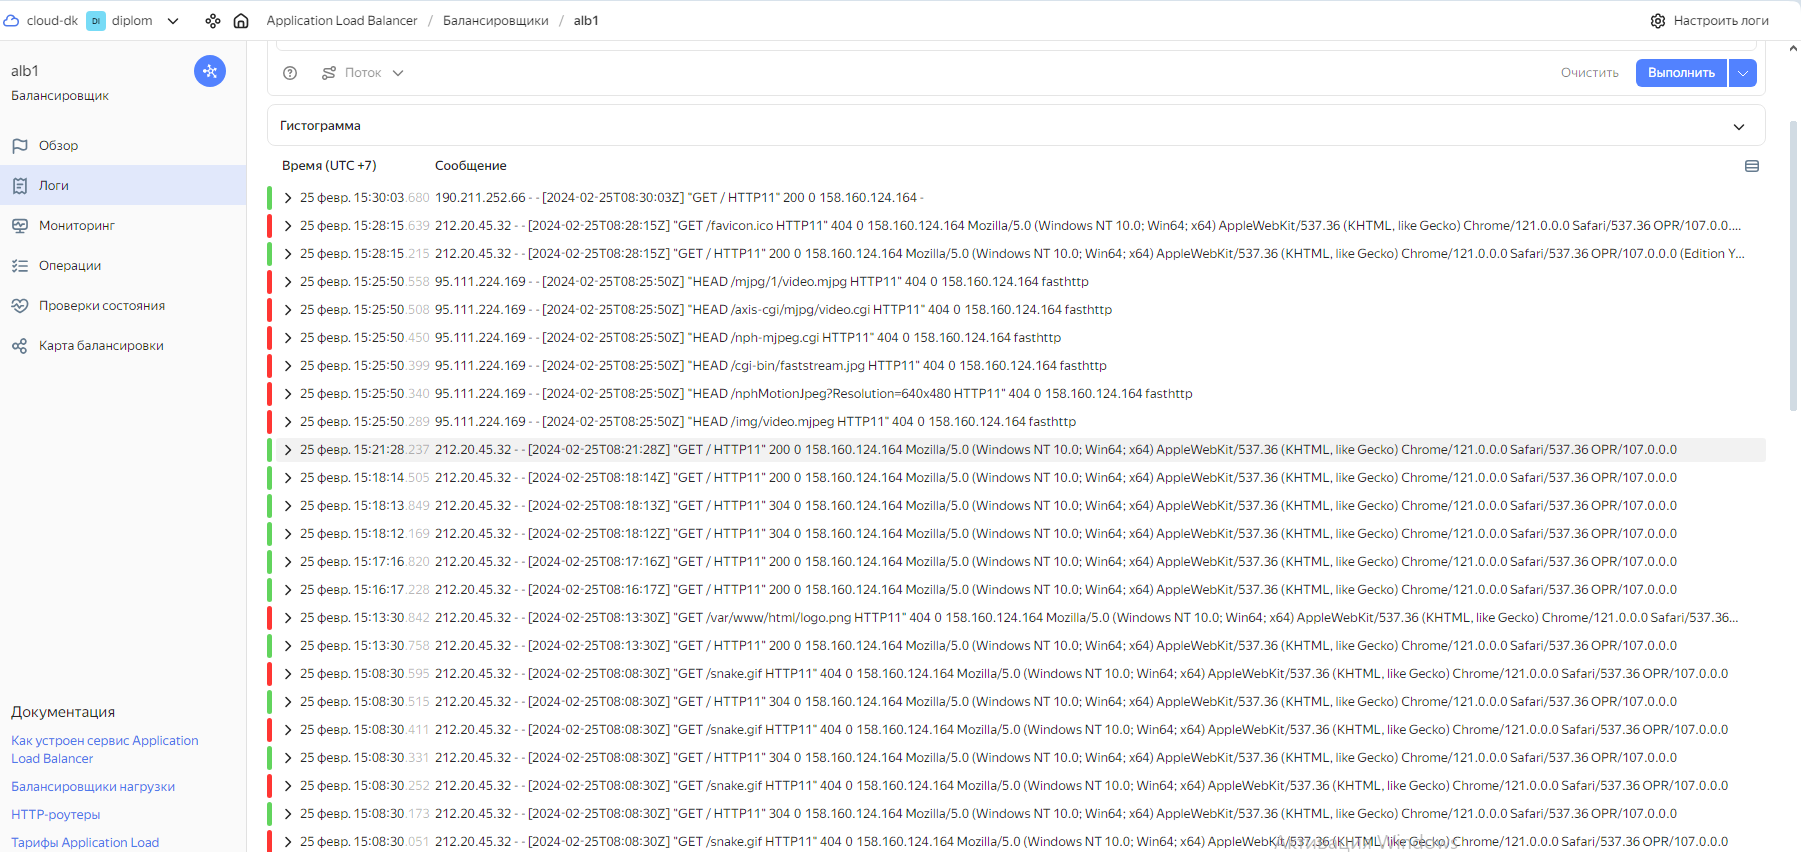 cloud-dk DI diplom Application Load Balancer / Балансировщики / alb1 Настроить логи
alb1
Балансировщик
Обзор
Логи
Мониторинг
Операции
Проверки состояния
Карта балансировки
Документация
Как устроен сервис Application
Load Balancer
Балансировщики нагрузки
HTTP-роутеры
Тарифы Application Load
Поток Очистить Выполнить
Гистограмма
Время (UTC +7) Сообщение
25 февр. 15:30:03.680 190.211.252.66 - - [2024-02-25T08:30:03Z] "GET / HTTP11" 200 0 158.160.124.164 -
25 февр. 15:28:15.639 212.20.45.32 - - [2024-02-25T08:28:15Z] "GET /favicon.ico HTTP11" 404 0 158.160.124.164 Mozilla/5.0 (Windows NT 10.0; Win64; x64) AppleWebKit/537.36 (KHTML, like Gecko) Chrome/121.0.0.0 Safari/537.36 OPR/107.0.0....
25 февр. 15:28:15.215 212.20.45.32 - - [2024-02-25T08:28:15Z] "GET / HTTP11" 200 0 158.160.124.164 Mozilla/5.0 (Windows NT 10.0; Win64; x64) AppleWebKit/537.36 (KHTML, like Gecko) Chrome/121.0.0.0 Safari/537.36 OPR/107.0.0.0 (Edition Y...
25 февр. 15:25:50.558 95.111.224.169 - - [2024-02-25T08:25:50Z] "HEAD /mjpg/1/video.mjpg HTTP11" 404 0 158.160.124.164 fasthttp
25 февр. 15:25:50.508 95.111.224.169 - - [2024-02-25T08:25:50Z] "HEAD /axis-cgi/mjpg/video.cgi HTTP11" 404 0 158.160.124.164 fasthttp
25 февр. 15:25:50.450 95.111.224.169 - - [2024-02-25T08:25:50Z] "HEAD /nph-mjpeg.cgi HTTP11" 404 0 158.160.124.164 fasthttp
25 февр. 15:25:50.399 95.111.224.169 - - [2024-02-25T08:25:50Z] "HEAD /cgi-bin/faststream.jpg HTTP11" 404 0 158.160.124.164 fasthttp
25 февр. 15:25:50.340 95.111.224.169 - - [2024-02-25T08:25:50Z] "HEAD /nphMotionJpeg?Resolution=640x480 HTTP11" 404 0 158.160.124.164 fasthttp
25 февр. 15:25:50.289 95.111.224.169 - - [2024-02-25T08:25:50Z] "HEAD /img/video.mjpeg HTTP11" 404 0 158.160.124.164 fasthttp
25 февр. 15:21:28.237 212.20.45.32 - - [2024-02-25T08:21:28Z] "GET / HTTP11" 200 0 158.160.124.164 Mozilla/5.0 (Windows NT 10.0; Win64; x64) AppleWebKit/537.36 (KHTML, like Gecko) Chrome/121.0.0.0 Safari/537.36 OPR/107.0.0.0
25 февр. 15:18:14.505 212.20.45.32 - - [2024-02-25T08:18:14Z] "GET / HTTP11" 200 0 158.160.124.164 Mozilla/5.0 (Windows NT 10.0; Win64; x64) AppleWebKit/537.36 (KHTML, like Gecko) Chrome/121.0.0.0 Safari/537.36 OPR/107.0.0.0
25 февр. 15:18:13.849 212.20.45.32 - - [2024-02-25T08:18:13Z] "GET / HTTP11" 304 0 158.160.124.164 Mozilla/5.0 (Windows NT 10.0; Win64; x64) AppleWebKit/537.36 (KHTML, like Gecko) Chrome/121.0.0.0 Safari/537.36 OPR/107.0.0.0
25 февр. 15:18:12.169 212.20.45.32 - - [2024-02-25T08:18:12Z] "GET / HTTP11" 304 0 158.160.124.164 Mozilla/5.0 (Windows NT 10.0; Win64; x64) AppleWebKit/537.36 (KHTML, like Gecko) Chrome/121.0.0.0 Safari/537.36 OPR/107.0.0.0
25 февр. 15:17:16.820 212.20.45.32 - - [2024-02-25T08:17:16Z] "GET / HTTP11" 200 0 158.160.124.164 Mozilla/5.0 (Windows NT 10.0; Win64; x64) AppleWebKit/537.36 (KHTML, like Gecko) Chrome/121.0.0.0 Safari/537.36 OPR/107.0.0.0
25 февр. 15:16:17.228 212.20.45.32 - - [2024-02-25T08:16:17Z] "GET / HTTP11" 200 0 158.160.124.164 Mozilla/5.0 (Windows NT 10.0; Win64; x64) AppleWebKit/537.36 (KHTML, like Gecko) Chrome/121.0.0.0 Safari/537.36 OPR/107.0.0.0
25 февр. 15:13:30.842 212.20.45.32 - - [2024-02-25T08:13:30Z] "GET /var/www/html/logo.png HTTP11" 404 0 158.160.124.164 Mozilla/5.0 (Windows NT 10.0; Win64; x64) AppleWebKit/537.36 (KHTML, like Gecko) Chrome/121.0.0.0 Safari/537.36...
25 февр. 15:13:30.758 212.20.45.32 - - [2024-02-25T08:13:30Z] "GET / HTTP11" 200 0 158.160.124.164 Mozilla/5.0 (Windows NT 10.0; Win64; x64) AppleWebKit/537.36 (KHTML, like Gecko) Chrome/121.0.0.0 Safari/537.36 OPR/107.0.0.0
25 февр. 15:08:30.595 212.20.45.32 - - [2024-02-25T08:08:30Z] "GET /snake.gif HTTP11" 404 0 158.160.124.164 Mozilla/5.0 (Windows NT 10.0; Win64; x64) AppleWebKit/537.36 (KHTML, like Gecko) Chrome/121.0.0.0 Safari/537.36 OPR/107.0.0.0
25 февр. 15:08:30.515 212.20.45.32 - - [2024-02-25T08:08:30Z] "GET / HTTP11" 304 0 158.160.124.164 Mozilla/5.0 (Windows NT 10.0; Win64; x64) AppleWebKit/537.36 (KHTML, like Gecko) Chrome/121.0.0.0 Safari/537.36 OPR/107.0.0.0
25 февр. 15:08:30.411 212.20.45.32 - - [2024-02-25T08:08:30Z] "GET /snake.gif HTTP11" 404 0 158.160.124.164 Mozilla/5.0 (Windows NT 10.0; Win64; x64) AppleWebKit/537.36 (KHTML, like Gecko) Chrome/121.0.0.0 Safari/537.36 OPR/107.0.0.0
25 февр. 15:08:30.331 212.20.45.32 - - [2024-02-25T08:08:30Z] "GET / HTTP11" 304 0 158.160.124.164 Mozilla/5.0 (Windows NT 10.0; Win64; x64) AppleWebKit/537.36 (KHTML, like Gecko) Chrome/121.0.0.0 Safari/537.36 OPR/107.0.0.0
25 февр. 15:08:30.252 212.20.45.32 - - [2024-02-25T08:08:30Z] "GET /snake.gif HTTP11" 404 0 158.160.124.164 Mozilla/5.0 (Windows NT 10.0; Win64; x64) AppleWebKit/537.36 (KHTML, like Gecko) Chrome/121.0.0.0 Safari/537.36 OPR/107.0.0.0
25 февр. 15:08:30.173 212.20.45.32 - - [2024-02-25T08:08:30Z] "GET / HTTP11" 304 0 158.160.124.164 Mozilla/5.0 (Windows NT 10.0; Win64; x64) AppleWebKit/537.36 (KHTML, like Gecko) Chrome/121.0.0.0 Safari/537.36 OPR/107.0.0.0
25 февр. 15:08:30.051 212.20.45.32 - - [2024-02-25T08:08:30Z] "GET /snake.gif HTTP11" 404 0 158.160.124.164 Mozilla/5.0 (Windows NT 10.0; Win64; x64) AppleWebKit/537.36 (KHTML, like Gecko) Chrome/121.0.0.0 Safari/537.36 OPR/107.0.0.0
Активация Windows